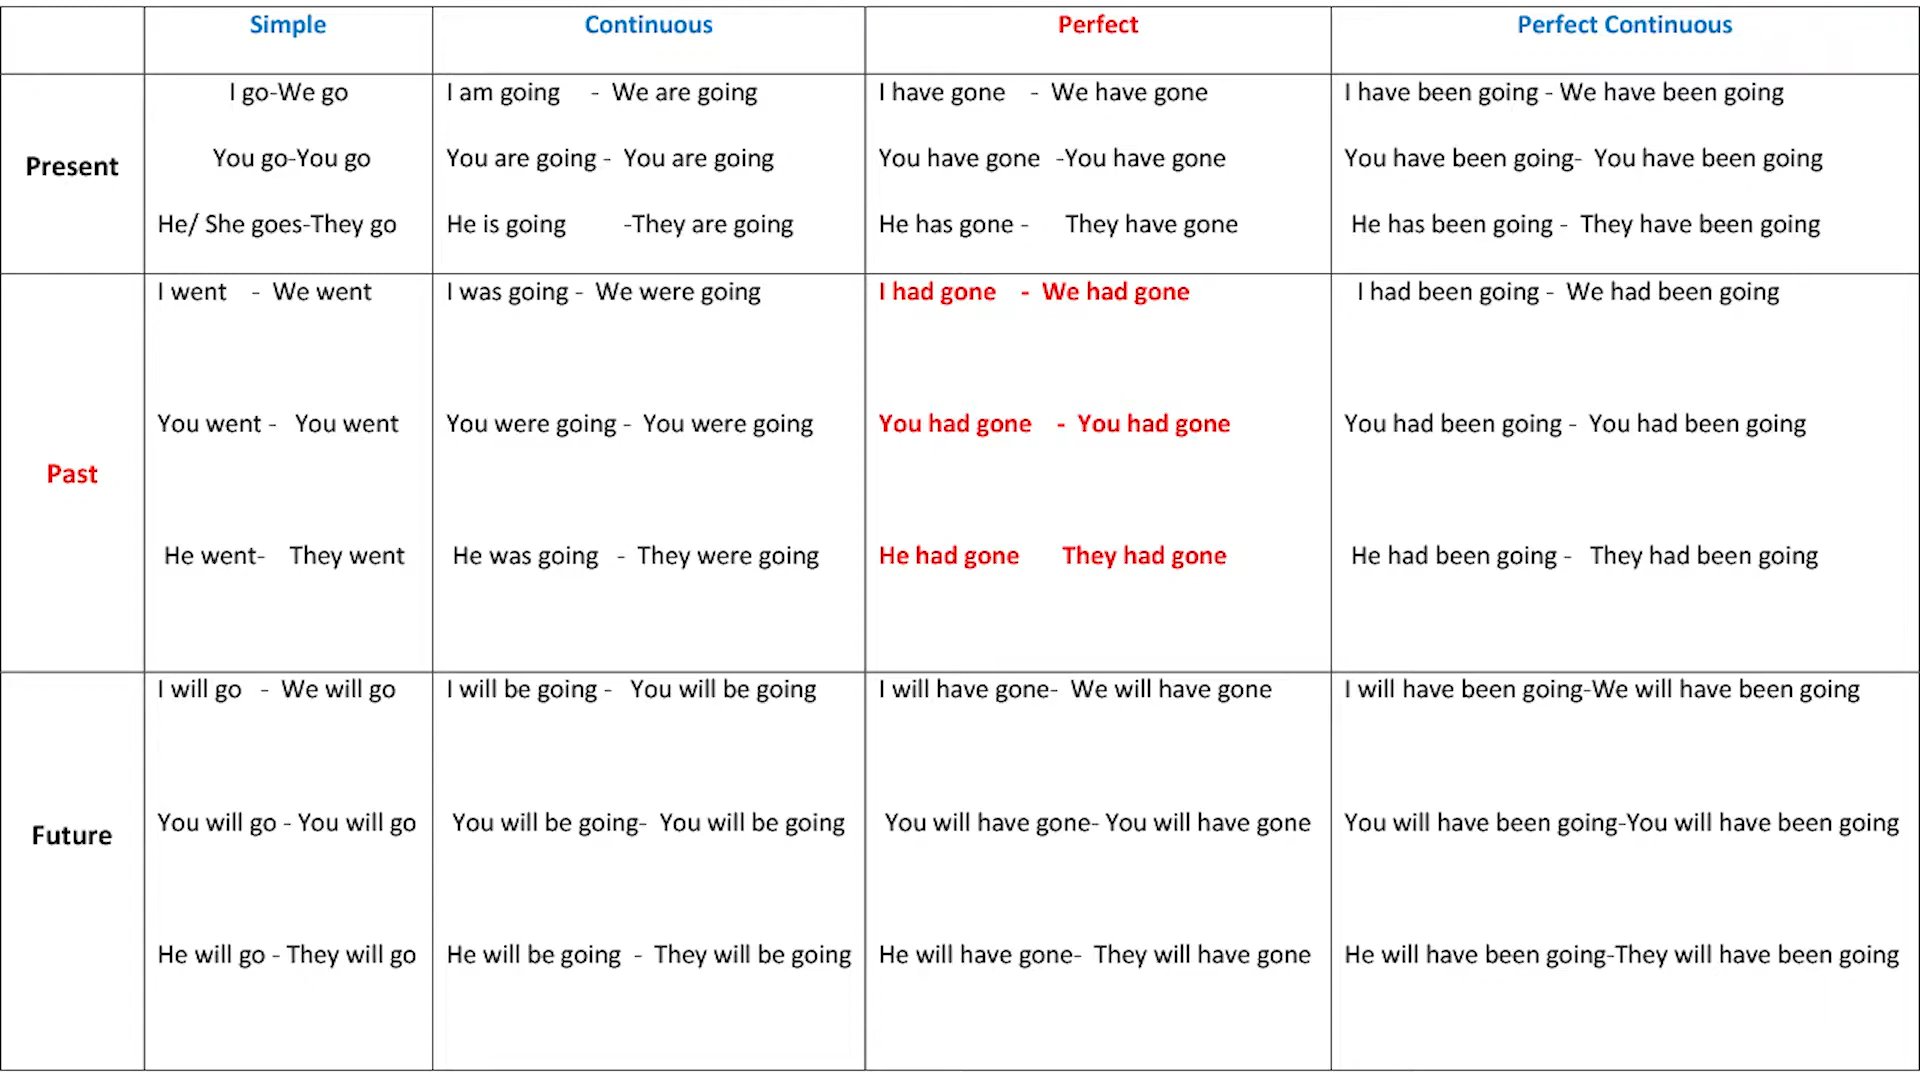 Simple Continuous Perfect Perfect Continuous
Present
I go-We go
You go-You go
He/ She goes-They go
I am going - We are going
You are going - You are going
He is going -They are going
I have gone - We have gone
You have gone -You have gone
He has gone - They have gone
I have been going - We have been going
You have been going- You have been going
He has been going - They have been going
Past
I went - We went
You went - You went
He went- They went
I was going - We were going
You were going - You were going
He was going - They were going
I had gone - We had gone
You had gone - You had gone
He had gone They had gone
I had been going - We had been going
You had been going - You had been going
He had been going - They had been going
Future
I will go - We will go
You will go - You will go
He will go - They will go
I will be going - You will be going
You will be going- You will be going
He will be going - They will be going
I will have gone- We will have gone
You will have gone- You will have gone
He will have gone- They will have gone
I will have been going-We will have been going
You will have been going-You will have been going
He will have been going-They will have been going